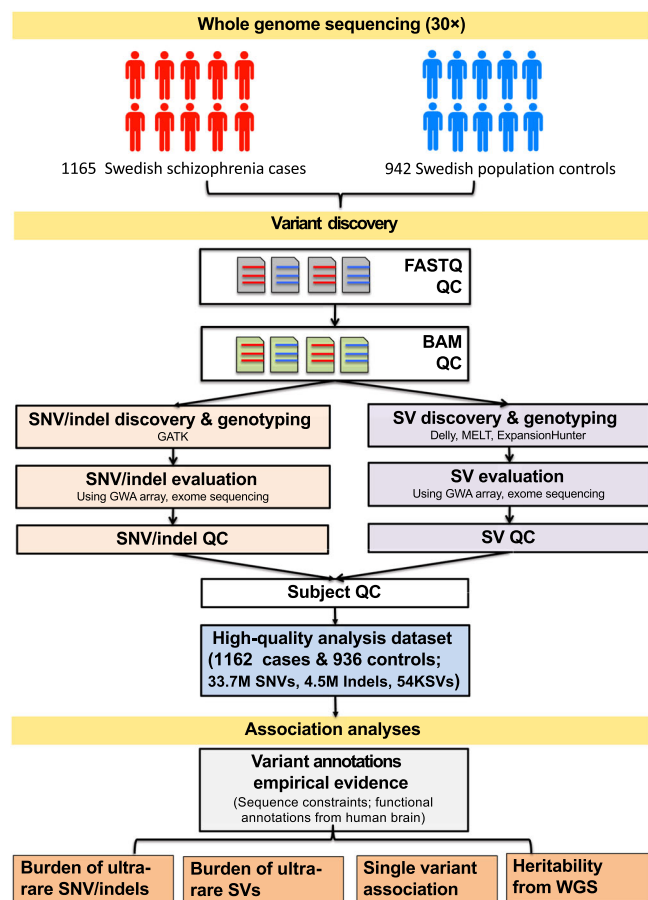 Whole genome sequencing (30×)
1165 Swedish schizophrenia cases
942 Swedish population controls
Variant discovery
FASTQ
QC
BAM
QC
SNV/indel discovery & genotyping
GATK
SV discovery & genotyping
Delly, MELT, ExpansionHunter
SNV/indel evaluation
Using GWA array, exome sequencing
SV evaluation
Using GWA array, exome sequencing
SNV/indel QC
SV QC
Subject QC
High-quality analysis dataset
(1162 cases & 936 controls;
33.7M SNVs, 4.5M Indels, 54KSVs)
Association analyses
Variant annotations
empirical evidence
(Sequence constraints; functional
annotations from human brain)
Burden of ultra-
rare SNV/indels
Burden of ultra-
rare SVs
Single variant
association
Heritability
from WGS